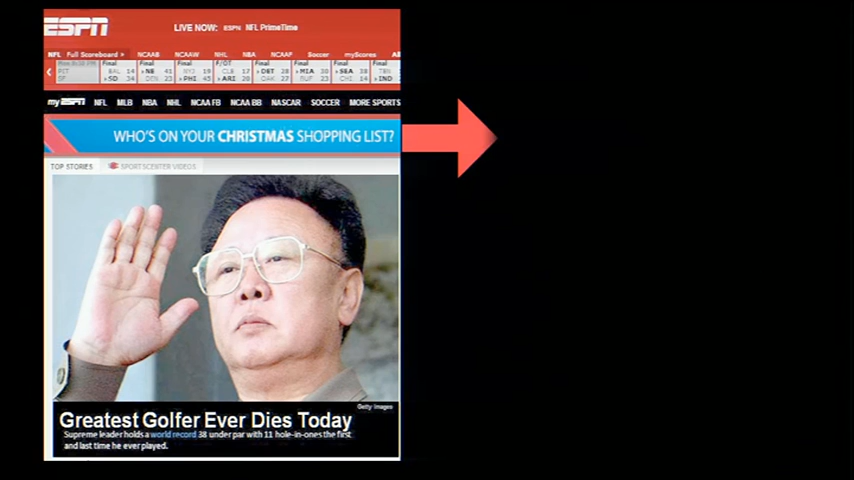 ESPN LIVE NOW: ESPN NFL PrimeTime
NFL Full Scoreboard » NCAAB NCAAW NHL NBA NCAAF Soccer myScores
Final Final Final F/OT Final Final Final Final
PIT BAL 14 NE 41 NYJ 19 CLE 17 DET 28 MIA 30 SEA 38 TEN
SF SD 34 DEN 23 PHI 45 ARI 20 OAK 27 BUF 23 CHI 14 IND
myESPN NFL MLB NBA NHL NCAA FB NCAA BB NASCAR SOCCER MORE SPORTS
WHO'S ON YOUR CHRISTMAS SHOPPING LIST?
TOP STORIES SPORTSCENTER VIDEOS
Getty Images
Greatest Golfer Ever Dies Today
Supreme leader holds a world record 38 under par with 11 hole-in-ones the first
and last time he ever played.